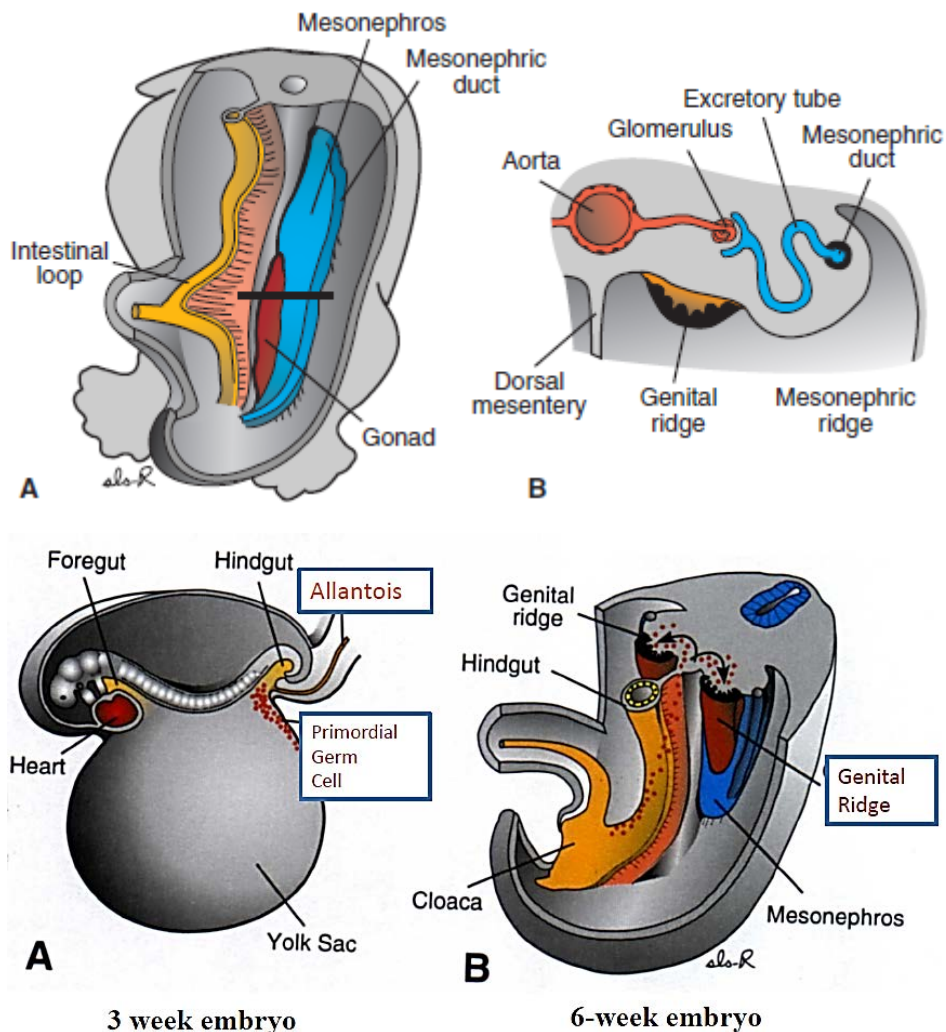 Mesonephros
Mesonephric
duct
Intestinal
loop
Gonad
sls-R
A
Excretory tube
Glomerulus
Mesonephric
duct
Aorta
Dorsal
mesentery
Genital
ridge
Mesonephric
ridge
B
Foregut
Hindgut
Allantois
Heart
Primordial
Germ
Cell
Yolk Sac
A
3 week embryo
Genital
ridge
Hindgut
Genital
Ridge
Cloaca
Mesonephros
sls-R
B
6-week embryo